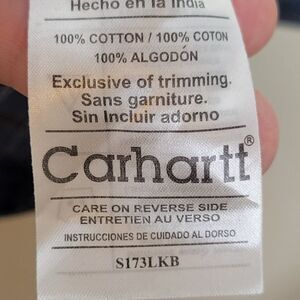 Hecho en la India
100% COTTON / 100% COTON
100% ALGODÓN
Exclusive of trimming.
Sans garniture.
Sin Incluir adorno
Carhartt®
CARE ON REVERSE SIDE
ENTRETIEN AU VERSO
INSTRUCCIONES DE CUIDADO AL DORSO
S173LKB